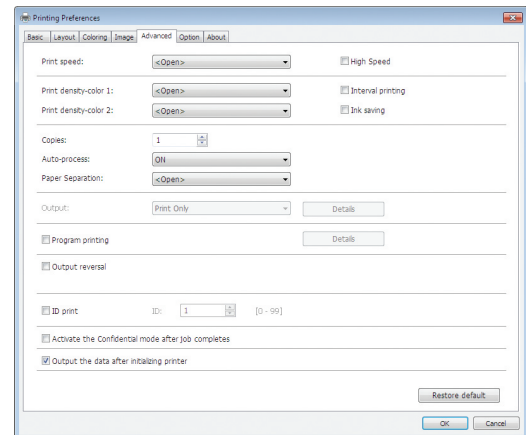 Printing Preferences
Basic Layout Coloring Image Advanced Option About
Print speed: <Open> High Speed
Print density-color 1: <Open> Interval printing
Print density-color 2: <Open> Ink saving
Copies: 1
Auto-process: ON
Paper Separation: <Open>
Output: Print Only Details
Program printing Details
Output reversal
ID print ID: 1 [0 - 99]
Activate the Confidential mode after job completes
Output the data after initializing printer
Restore default
OK Cancel